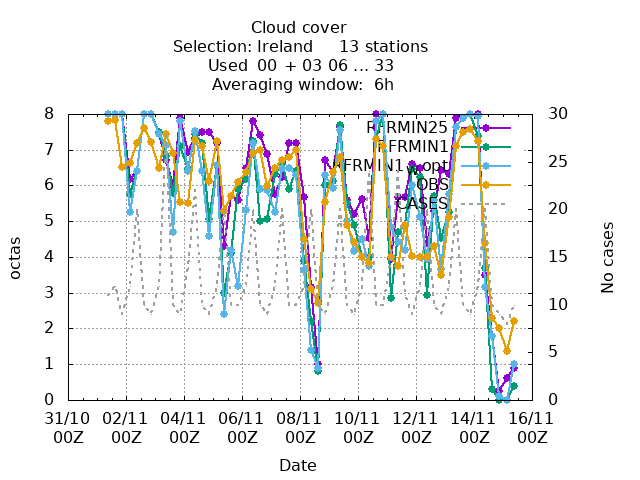 Cloud cover
Selection: Ireland 13 stations
Used 00 + 03 06 ... 33
Averaging window: 6h
8
7
6
5
4
3
2
1
0
octas
30
25
20
15
10
5
0
No cases
RFRMIN25
RFRMIN1
RFRMIN1_w_opt
OBS
CASES
31/10 02/11 04/11 06/11 08/11 10/11 12/11 14/11 16/11
00Z 00Z 00Z 00Z 00Z 00Z 00Z 00Z 00Z
Date